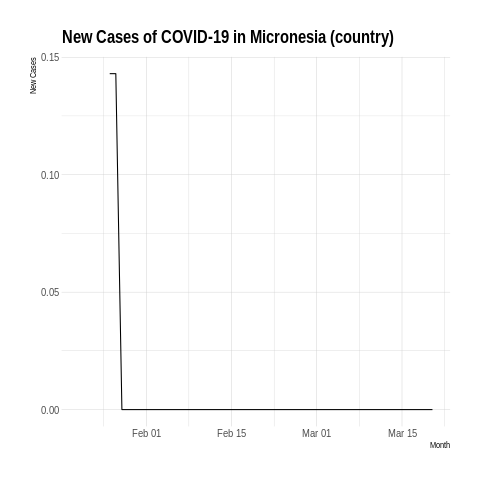 New Cases of COVID-19 in Micronesia (country)
New Cases
0.15
0.10
0.05
0.00
Feb 01 Feb 15 Mar 01 Mar 15
Month